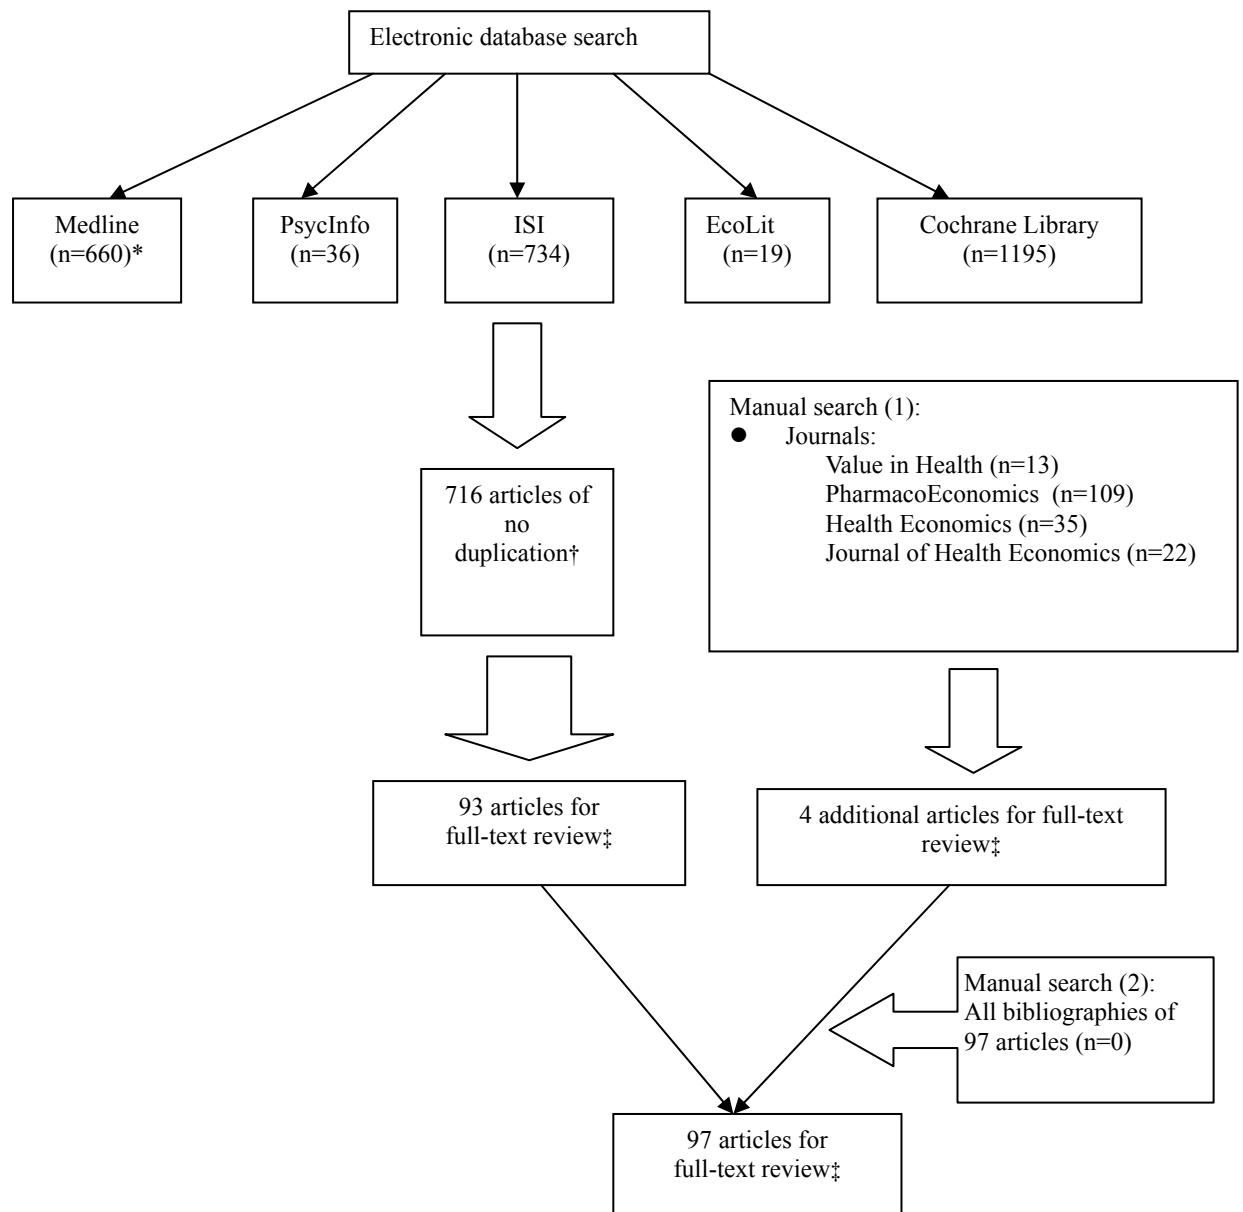 Electronic database search
Medline
(n=660)*
PsycInfo
(n=36)
ISI
(n=734)
EcoLit
(n=19)
Cochrane Library
(n=1195)
716 articles of
no
duplication†
Manual search (1):
● Journals:
Value in Health (n=13)
PharmacoEconomics (n=109)
Health Economics (n=35)
Journal of Health Economics (n=22)
93 articles for
full-text review‡
4 additional articles for full-text
review‡
Manual search (2):
All bibliographies of
97 articles (n=0)
97 articles for
full-text review‡